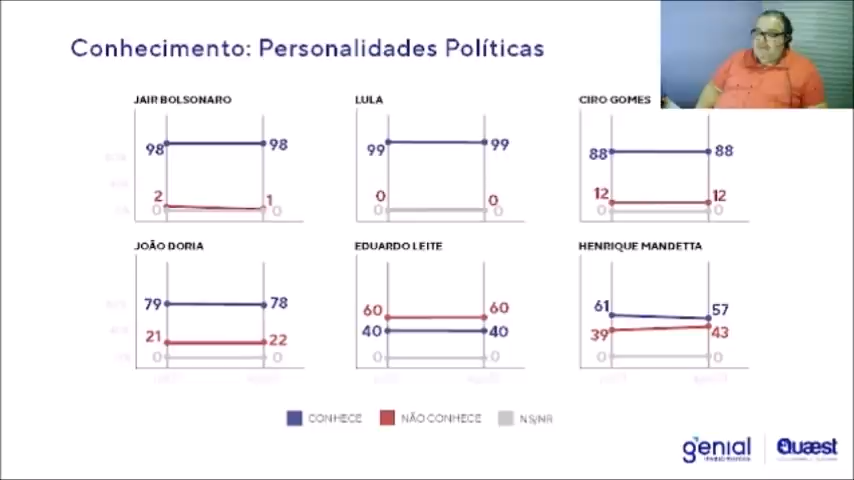 Conhecimento: Personalidades Políticas
JAIR BOLSONARO
98 98
2 1
0 0
LULA
99 99
0 0
0 0
CIRO GOMES
88 88
12 12
0 0
JOÃO DORIA
79 78
21 22
0 0
EDUARDO LEITE
60 60
40 40
0 0
HENRIQUE MANDETTA
61 57
39 43
0 0
CONHECE NÃO CONHECE NS/NR
genial Quæst